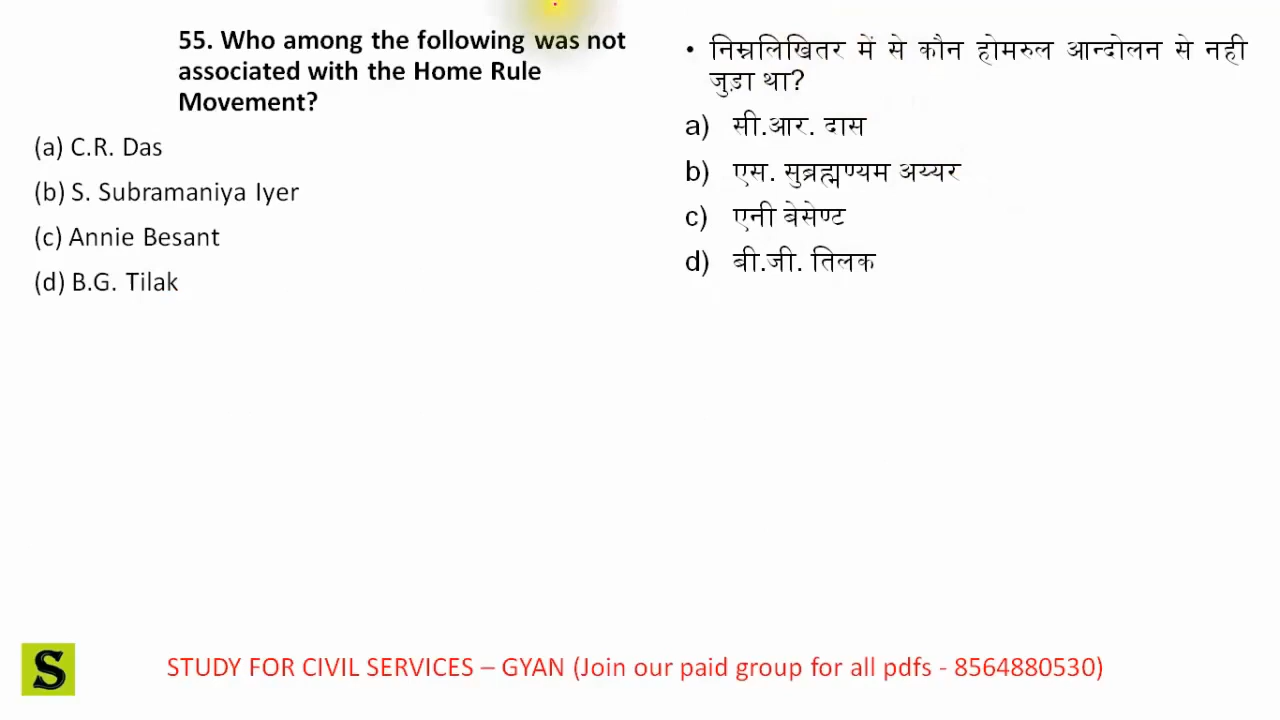 55. Who among the following was not
associated with the Home Rule
Movement?
(a) C.R. Das
(b) S. Subramaniya Iyer
(c) Annie Besant
(d) B.G. Tilak
• निम्नलिखितर में से कौन होमरुल आन्दोलन से नही
जुड़ा था?
a) सी.आर. दास
b) एस. सुब्रह्मण्यम अय्यर
c) एनी बेसेण्ट
d) बी.जी. तिलक
S
STUDY FOR CIVIL SERVICES – GYAN (Join our paid group for all pdfs - 8564880530)